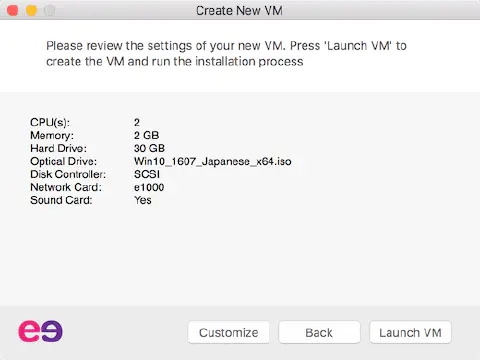 Create New VM
Please review the settings of your new VM. Press 'Launch VM' to
create the VM and run the installation process
CPU(s): 2
Memory: 2 GB
Hard Drive: 30 GB
Optical Drive: Win10_1607_Japanese_x64.iso
Disk Controller: SCSI
Network Card: e1000
Sound Card: Yes
ee
Customize Back Launch VM